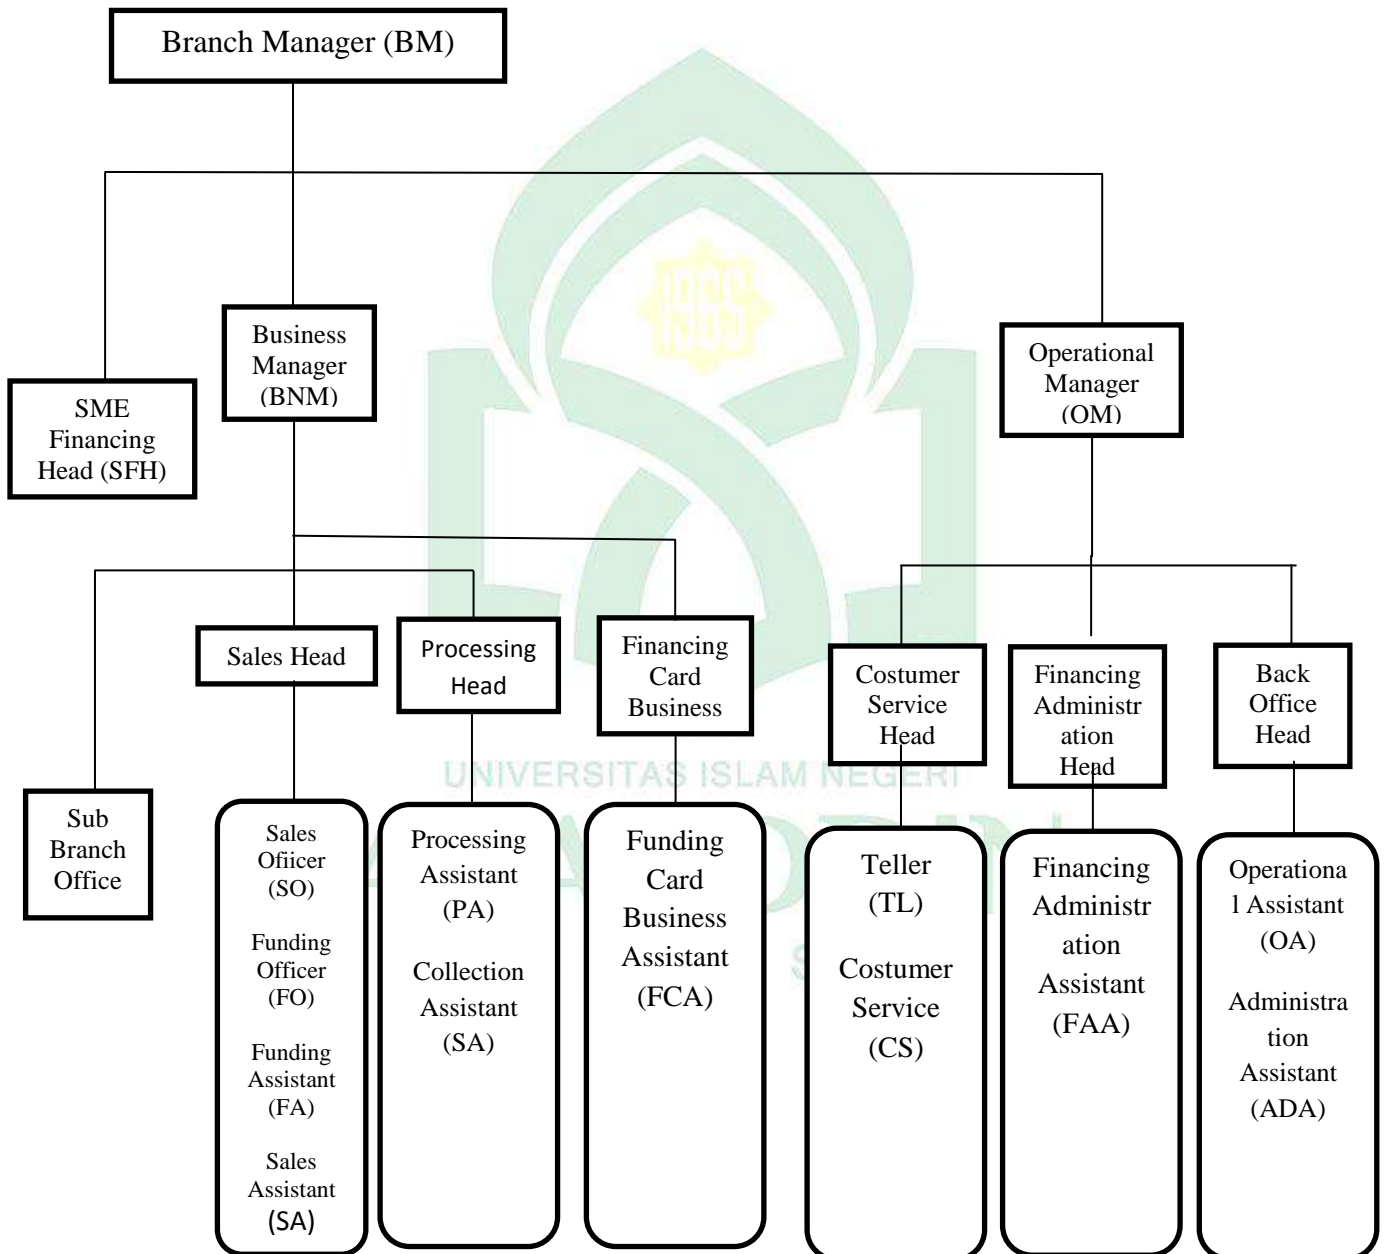 Branch Manager (BM)
Business
Manager
(BNM)
Operational
Manager
(OM)
SME
Financing
Head (SFH)
Sales Head
Processing
Head
Financing
Card
Business
Costumer
Service
Head
Financing
Administr
ation
Head
Back
Office
Head
UNIVERSITAS ISLAM NEGERI
Sub
Branch
Office
Sales
Ofiicer
(SO)
Funding
Officer
(FO)
Funding
Assistant
(FA)
Sales
Assistant
(SA)
Processing
Assistant
(PA)
Collection
Assistant
(SA)
Funding
Card
Business
Assistant
(FCA)
Teller
(TL)
Costumer
Service
(CS)
Financing
Administr
ation
Assistant
(FAA)
Operationa
l Assistant
(OA)
Administra
tion
Assistant
(ADA)